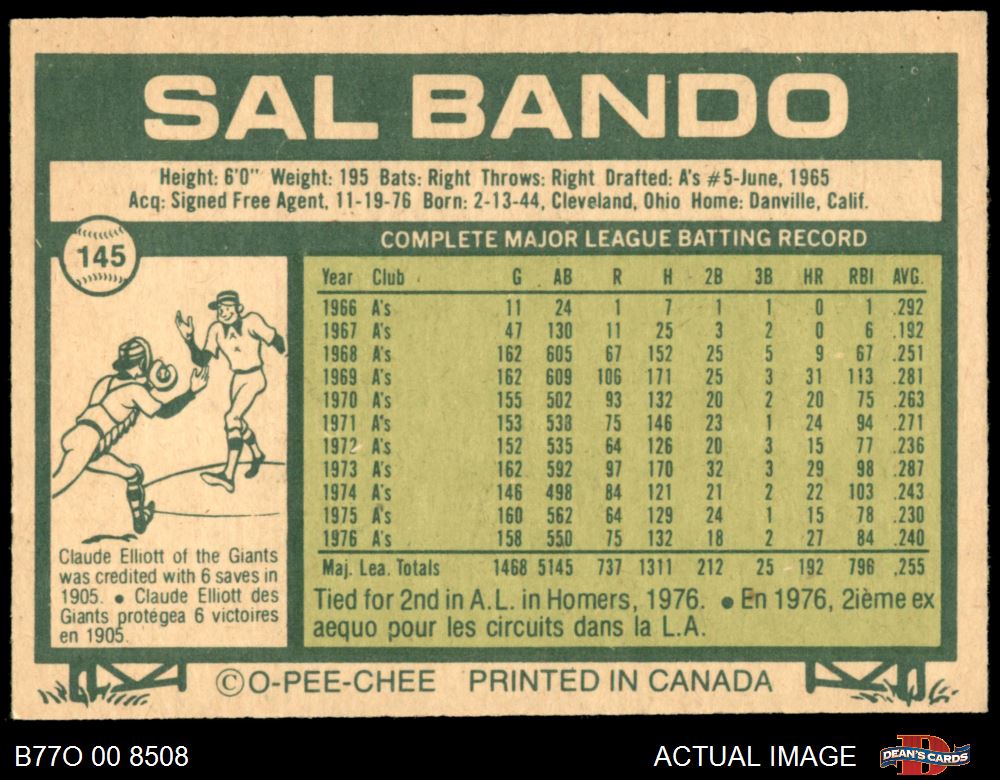 SAL BANDO
Height: 6'0" Weight: 195 Bats: Right Throws: Right Drafted: A's #5-June, 1965
Acq: Signed Free Agent, 11-19-76 Born: 2-13-44, Cleveland, Ohio Home: Danville, Calif.
145
COMPLETE MAJOR LEAGUE BATTING RECORD
Year Club G AB R H 2B 3B HR RBI AVG.
1966 A's 11 24 1 7 1 1 0 1 .292
1967 A's 47 130 11 25 3 2 0 6 .192
1968 A's 162 605 67 152 25 5 9 67 .251
1969 A's 162 609 106 171 25 3 31 113 .281
1970 A's 155 502 93 132 20 2 20 75 .263
1971 A's 153 538 75 146 23 1 24 94 .271
1972 A's 152 535 64 126 20 3 15 77 .236
1973 A's 162 592 97 170 32 3 29 98 .287
1974 A's 146 498 84 121 21 2 22 103 .243
1975 A's 160 562 64 129 24 1 15 78 .230
1976 A's 158 550 75 132 18 2 27 84 .240
Maj. Lea. Totals 1468 5145 737 1311 212 25 192 796 .255
Tied for 2nd in A.L. in Homers, 1976. ● En 1976, 2ième ex
aequo pour les circuits dans la L.A.
Claude Elliott of the Giants
was credited with 6 saves in
1905. ● Claude Elliott des
Giants protégea 6 victoires
en 1905.
©O-PEE-CHEE PRINTED IN CANADA
B77O 00 8508
ACTUAL IMAGE
DEAN'S CARDS